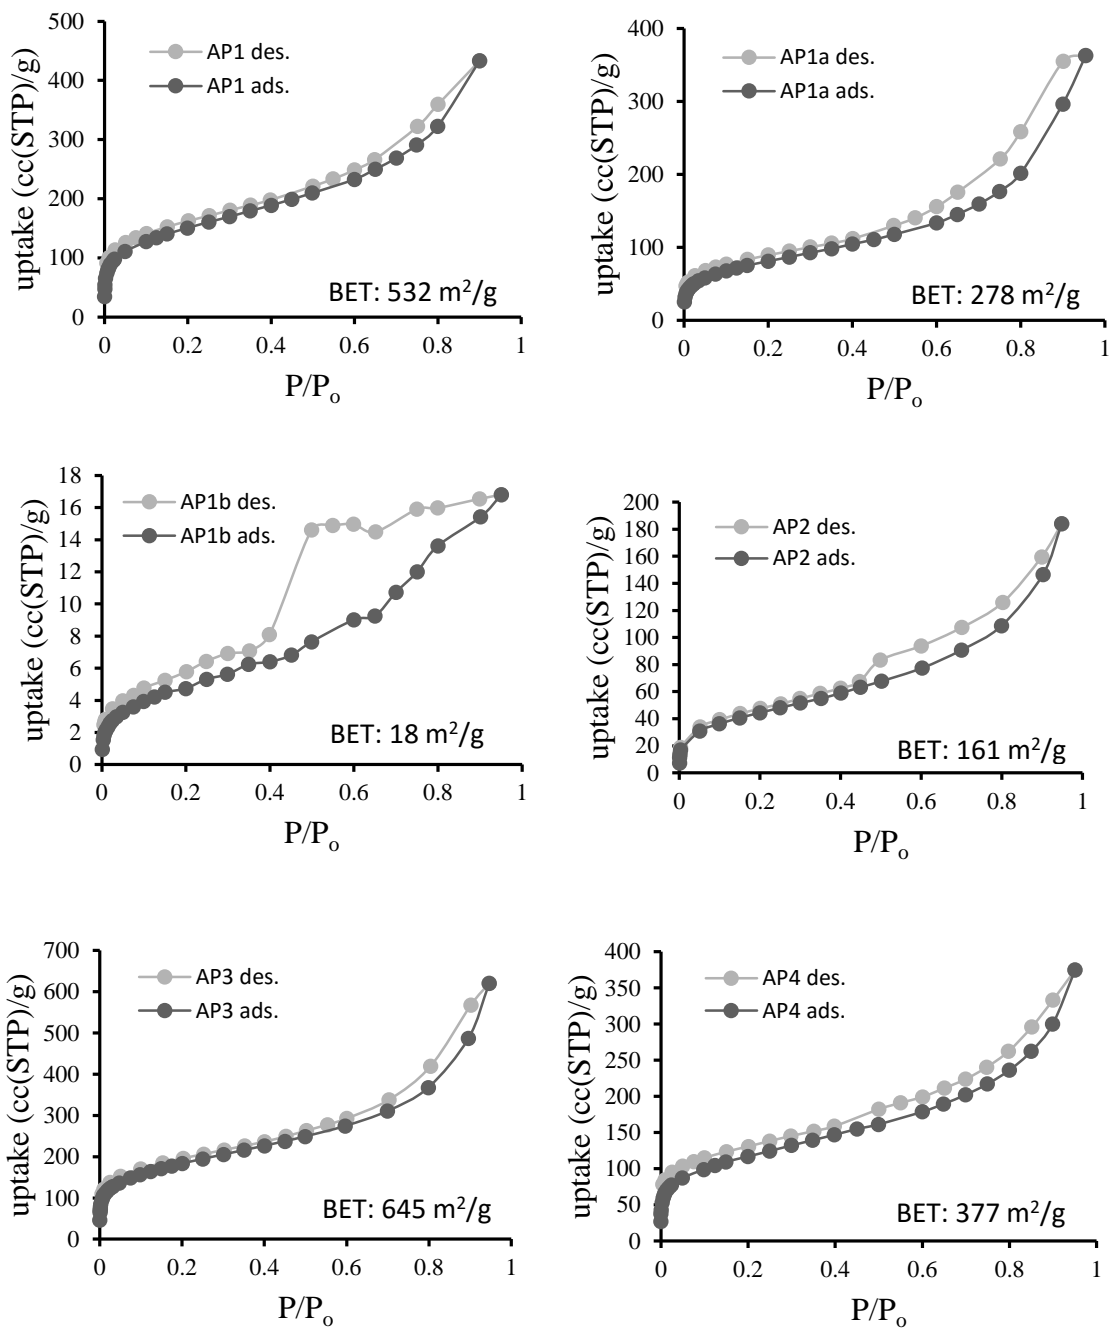 500
400
300
200
100
0
uptake (cc(STP)/g)
AP1 des.
AP1 ads.
BET: 532 m²/g
0 0.2 0.4 0.6 0.8 1
P/Pₒ
400
300
200
100
0
uptake (cc(STP)/g)
AP1a des.
AP1a ads.
BET: 278 m²/g
0 0.2 0.4 0.6 0.8 1
P/Pₒ
18
16
14
12
10
8
6
4
2
0
uptake (cc(STP)/g)
AP1b des.
AP1b ads.
BET: 18 m²/g
0 0.2 0.4 0.6 0.8 1
P/Pₒ
200
180
160
140
120
100
80
60
40
20
0
uptake (cc(STP)/g)
AP2 des.
AP2 ads.
BET: 161 m²/g
0 0.2 0.4 0.6 0.8 1
P/Pₒ
700
600
500
400
300
200
100
0
uptake (cc(STP)/g)
AP3 des.
AP3 ads.
BET: 645 m²/g
0 0.2 0.4 0.6 0.8 1
P/Pₒ
400
350
300
250
200
150
100
50
0
uptake (cc(STP)/g)
AP4 des.
AP4 ads.
BET: 377 m²/g
0 0.2 0.4 0.6 0.8 1
P/Pₒ